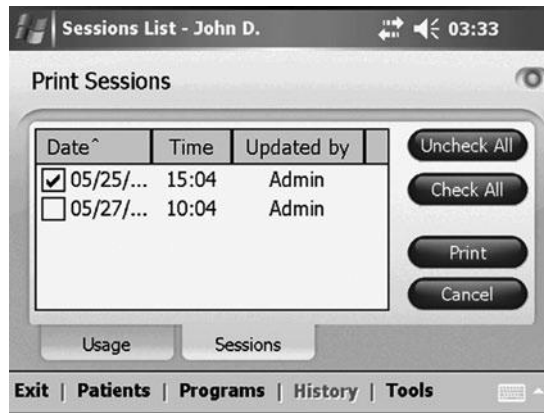 Sessions List - John D. 03:33
Print Sessions
Date^ Time Updated by
05/25/... 15:04 Admin
05/27/... 10:04 Admin
Uncheck All
Check All
Print
Cancel
Usage Sessions
Exit | Patients | Programs | History | Tools